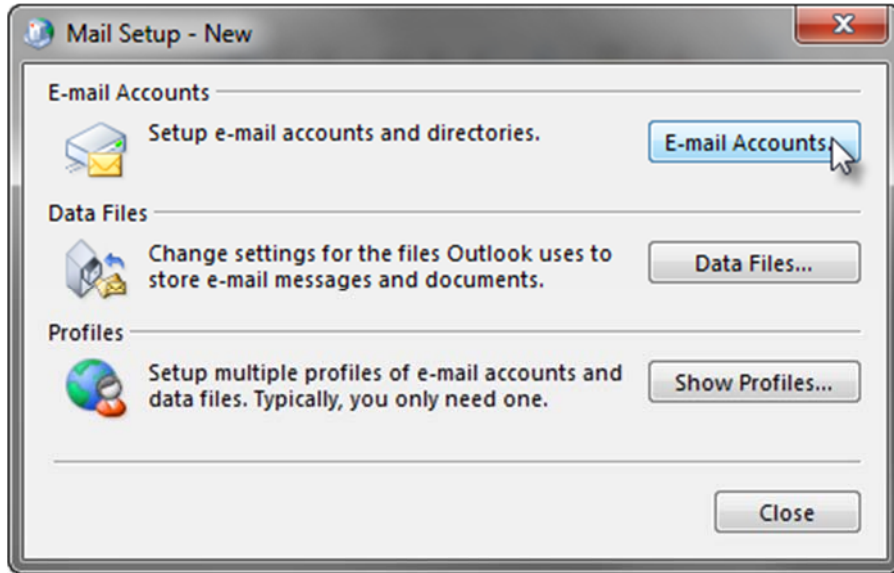 Mail Setup - New
E-mail Accounts
Setup e-mail accounts and directories.
E-mail Accounts.
Data Files
Change settings for the files Outlook uses to
store e-mail messages and documents.
Data Files...
Profiles
Setup multiple profiles of e-mail accounts and
data files. Typically, you only need one.
Show Profiles...
Close